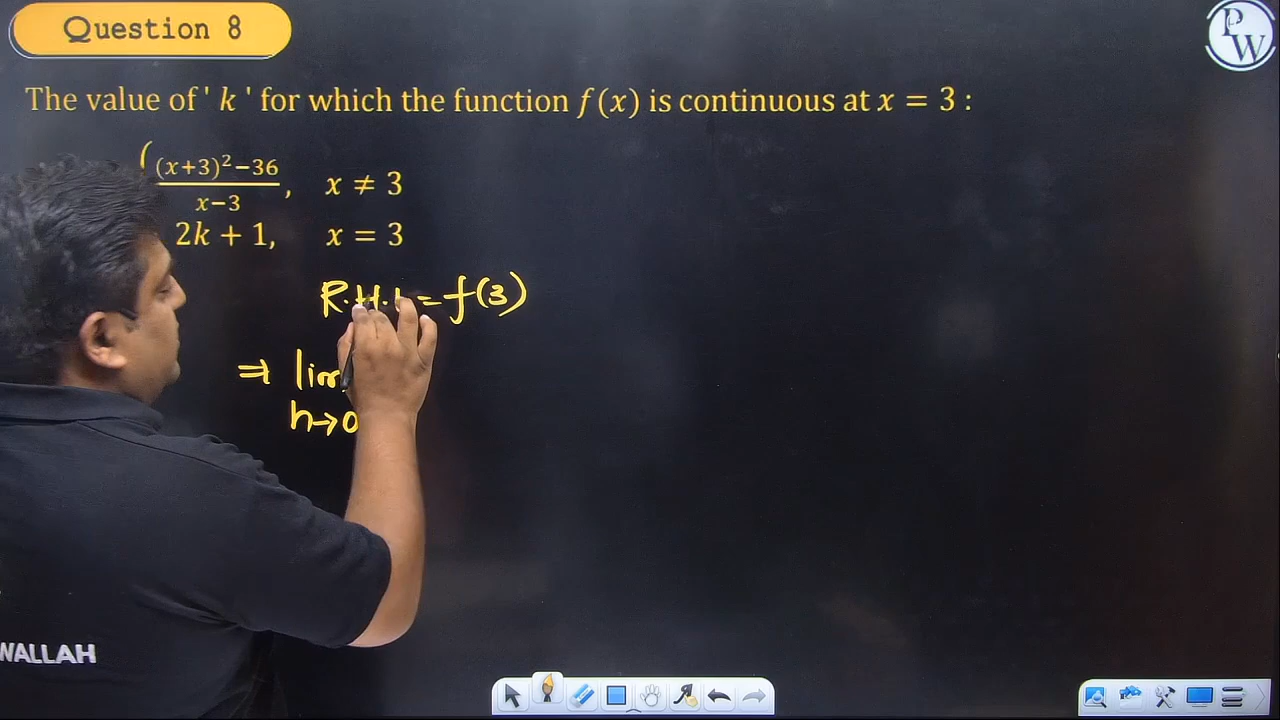 Question 8
PW
The value of ' k ' for which the function f(x) is continuous at x = 3 :
(x+3)²−36
x−3
, x ≠ 3
2k + 1, x = 3
R.H.L = f(3)
⇒ lim
h→0
WALLAH